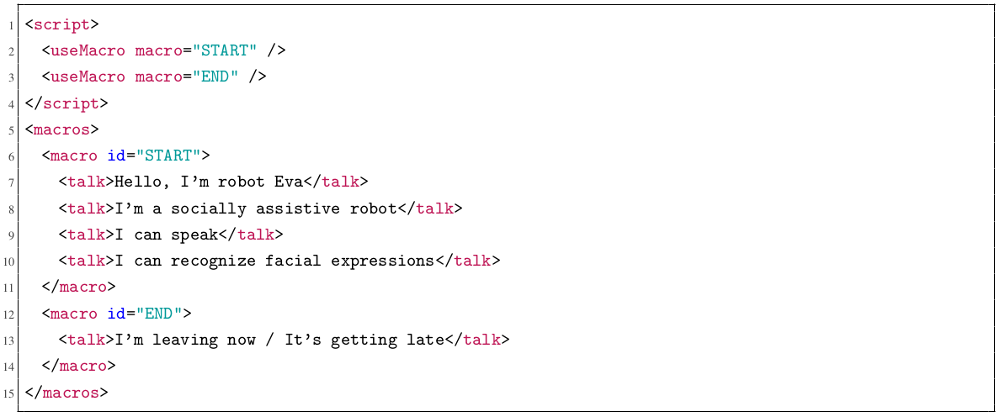 1 <script>
2 <useMacro macro="START" />
3 <useMacro macro="END" />
4 </script>
5 <macros>
6 <macro id="START">
7 <talk>Hello, I’m robot Eva</talk>
8 <talk>I’m a socially assistive robot</talk>
9 <talk>I can speak</talk>
10 <talk>I can recognize facial expressions</talk>
11 </macro>
12 <macro id="END">
13 <talk>I’m leaving now / It’s getting late</talk>
14 </macro>
15 </macros>